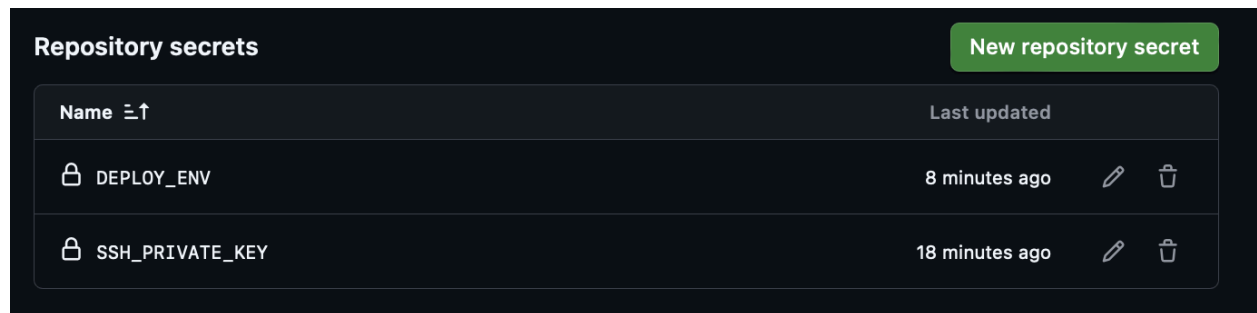 Repository secrets
New repository secret
Name
Last updated
DEPLOY_ENV
8 minutes ago
SSH_PRIVATE_KEY
18 minutes ago